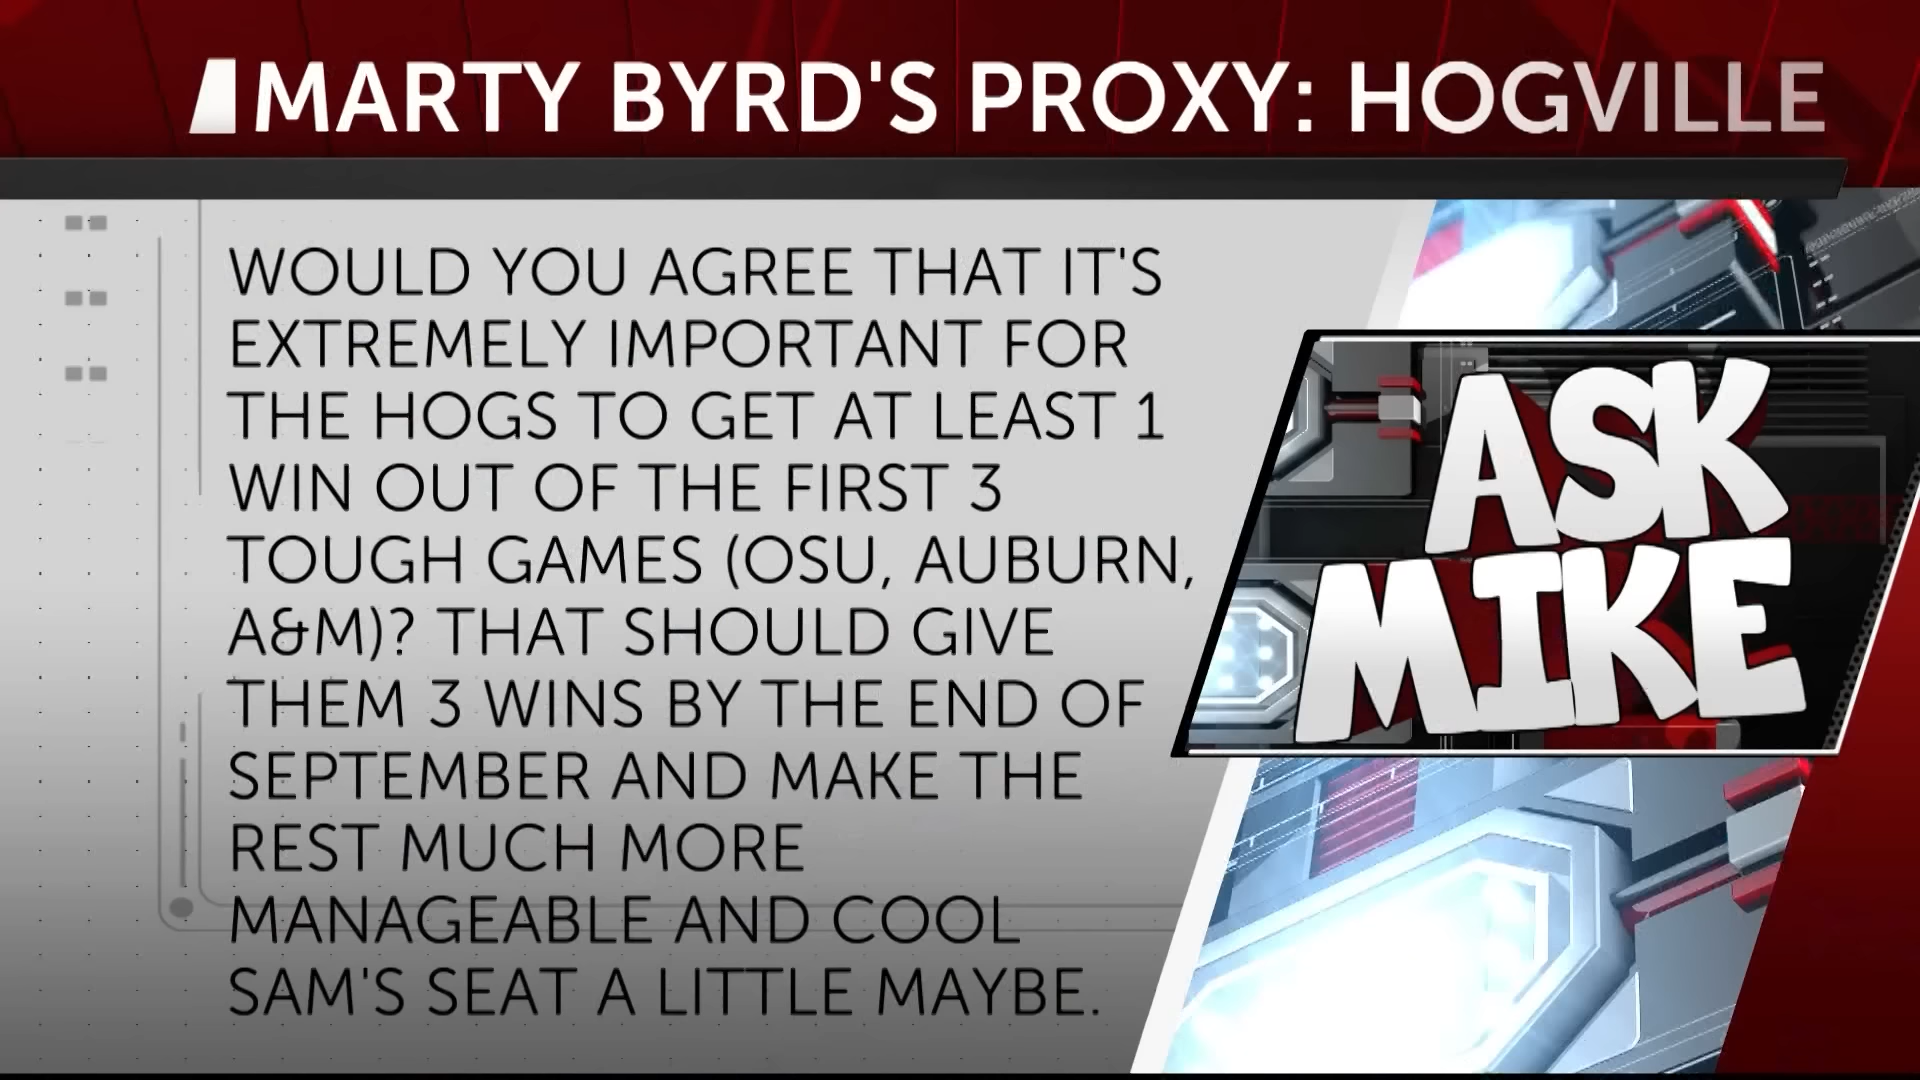 MARTY BYRD'S PROXY: HOGVILLE
WOULD YOU AGREE THAT IT'S
EXTREMELY IMPORTANT FOR
THE HOGS TO GET AT LEAST 1
WIN OUT OF THE FIRST 3
TOUGH GAMES (OSU, AUBURN,
A&M)? THAT SHOULD GIVE
THEM 3 WINS BY THE END OF
SEPTEMBER AND MAKE THE
REST MUCH MORE
MANAGEABLE AND COOL
SAM'S SEAT A LITTLE MAYBE.
ASK
MIKE